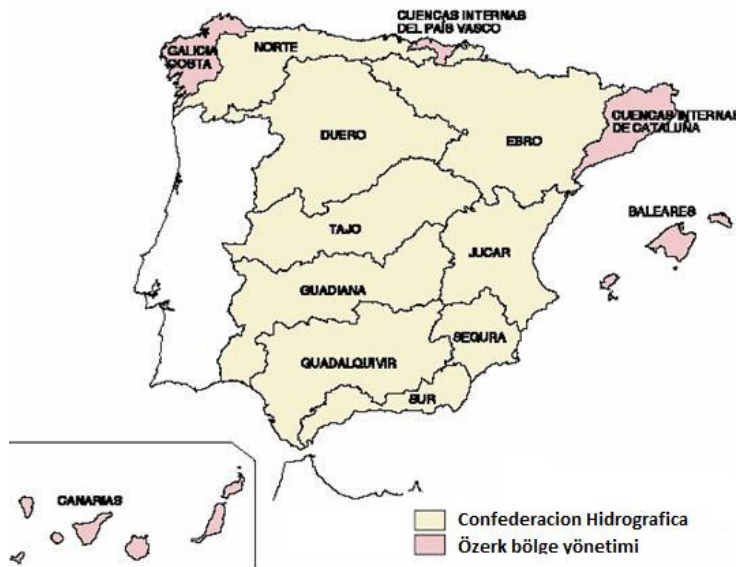 CUENCAS INTERNAS
DEL PAÍS VASCO
GALICIA
COSTA
NORTE
CUENCAS INTERNAS
DE CATALUÑA
DUERO
EBRO
BALEARES
TAJO
JUCAR
GUADIANA
SEGURA
GUADALQUIVIR
SUR
CANARIAS
Confederacion Hidrografica
Özerk bölge yönetimi